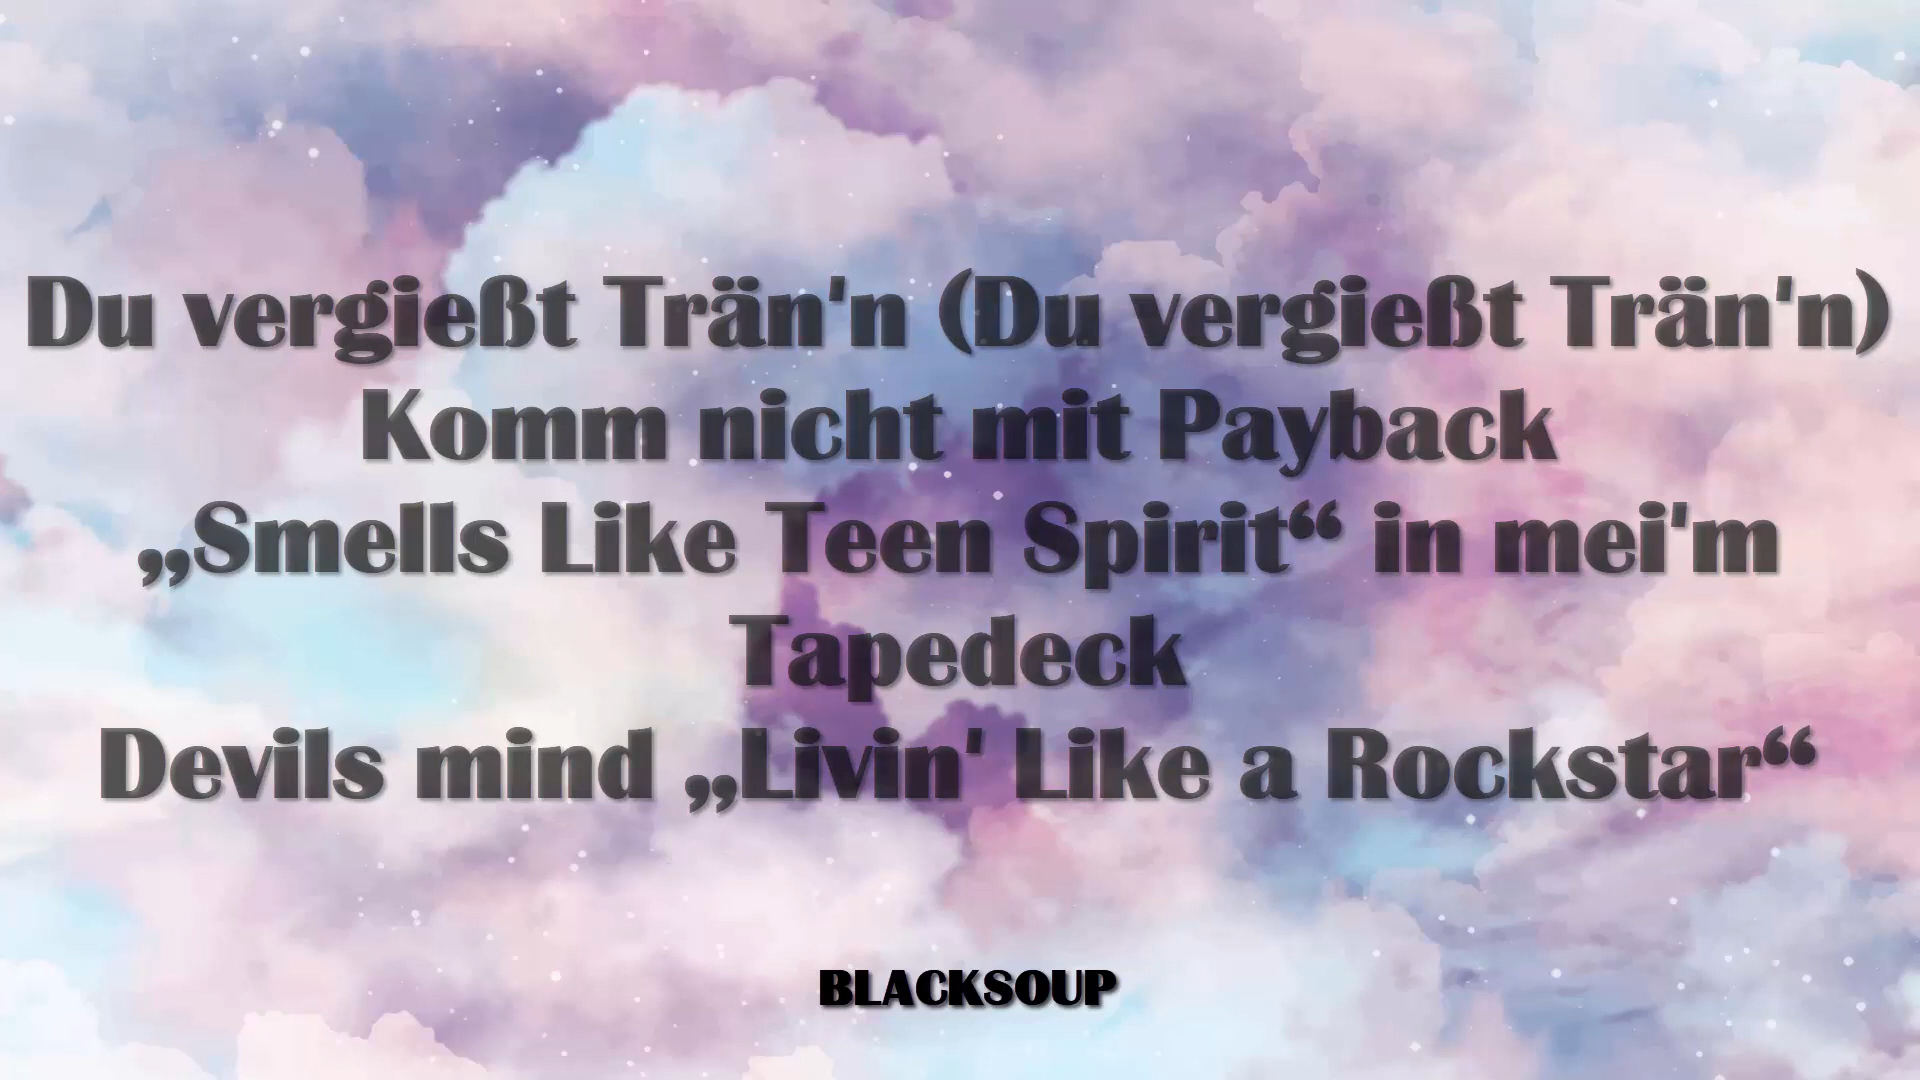 Du vergießt Trän'n (Du vergießt Trän'n)
Komm nicht mit Payback
„Smells Like Teen Spirit“ in mei'm
Tapedeck
Devils mind „Livin' Like a Rockstar“
BLACKSOUP